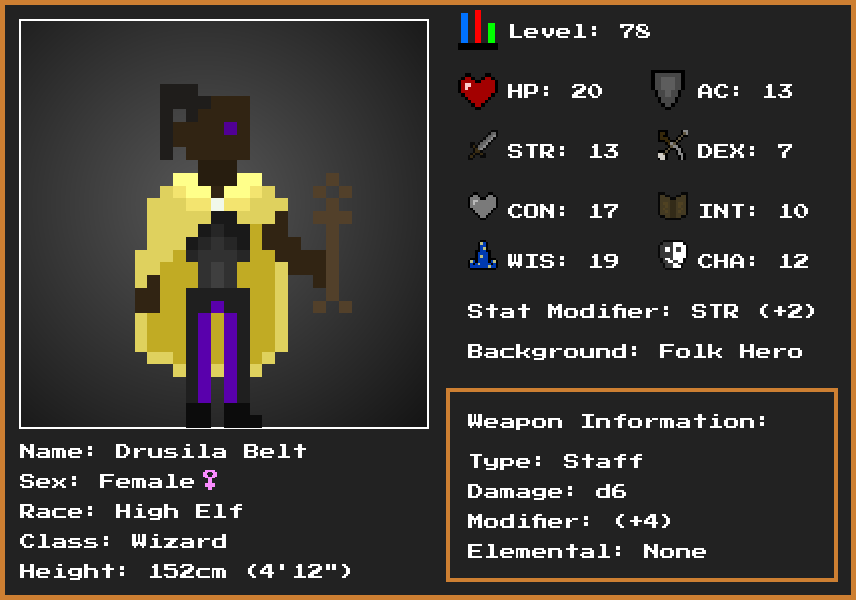 Level: 78
HP: 20
AC: 13
STR: 13
DEX: 7
CON: 17
INT: 10
WIS: 19
CHA: 12
Stat Modifier: STR (+2)
Background: Folk Hero
Weapon Information:
Type: Staff
Damage: d6
Modifier: (+4)
Elemental: None
Name: Drusila Belt
Sex: Female♀
Race: High Elf
Class: Wizard
Height: 152cm (4'12")